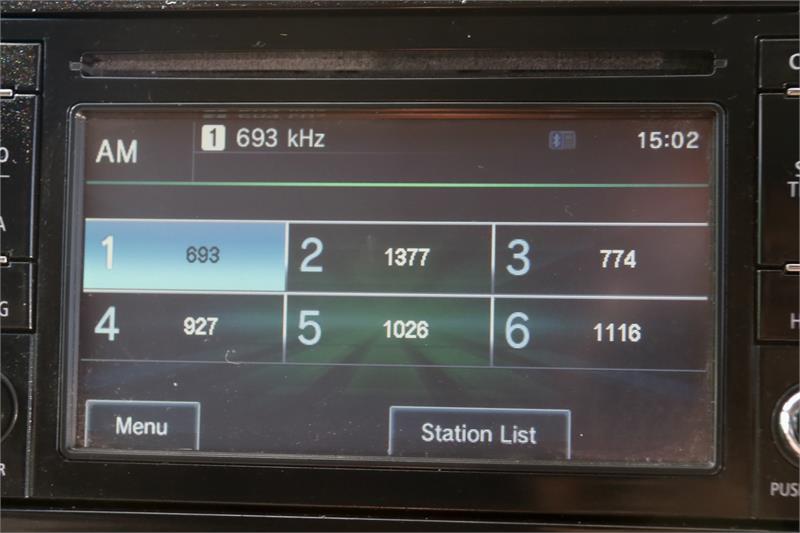 AM 1 693 kHz 15:02
1 693 2 1377 3 774
4 927 5 1026 6 1116
Menu Station List